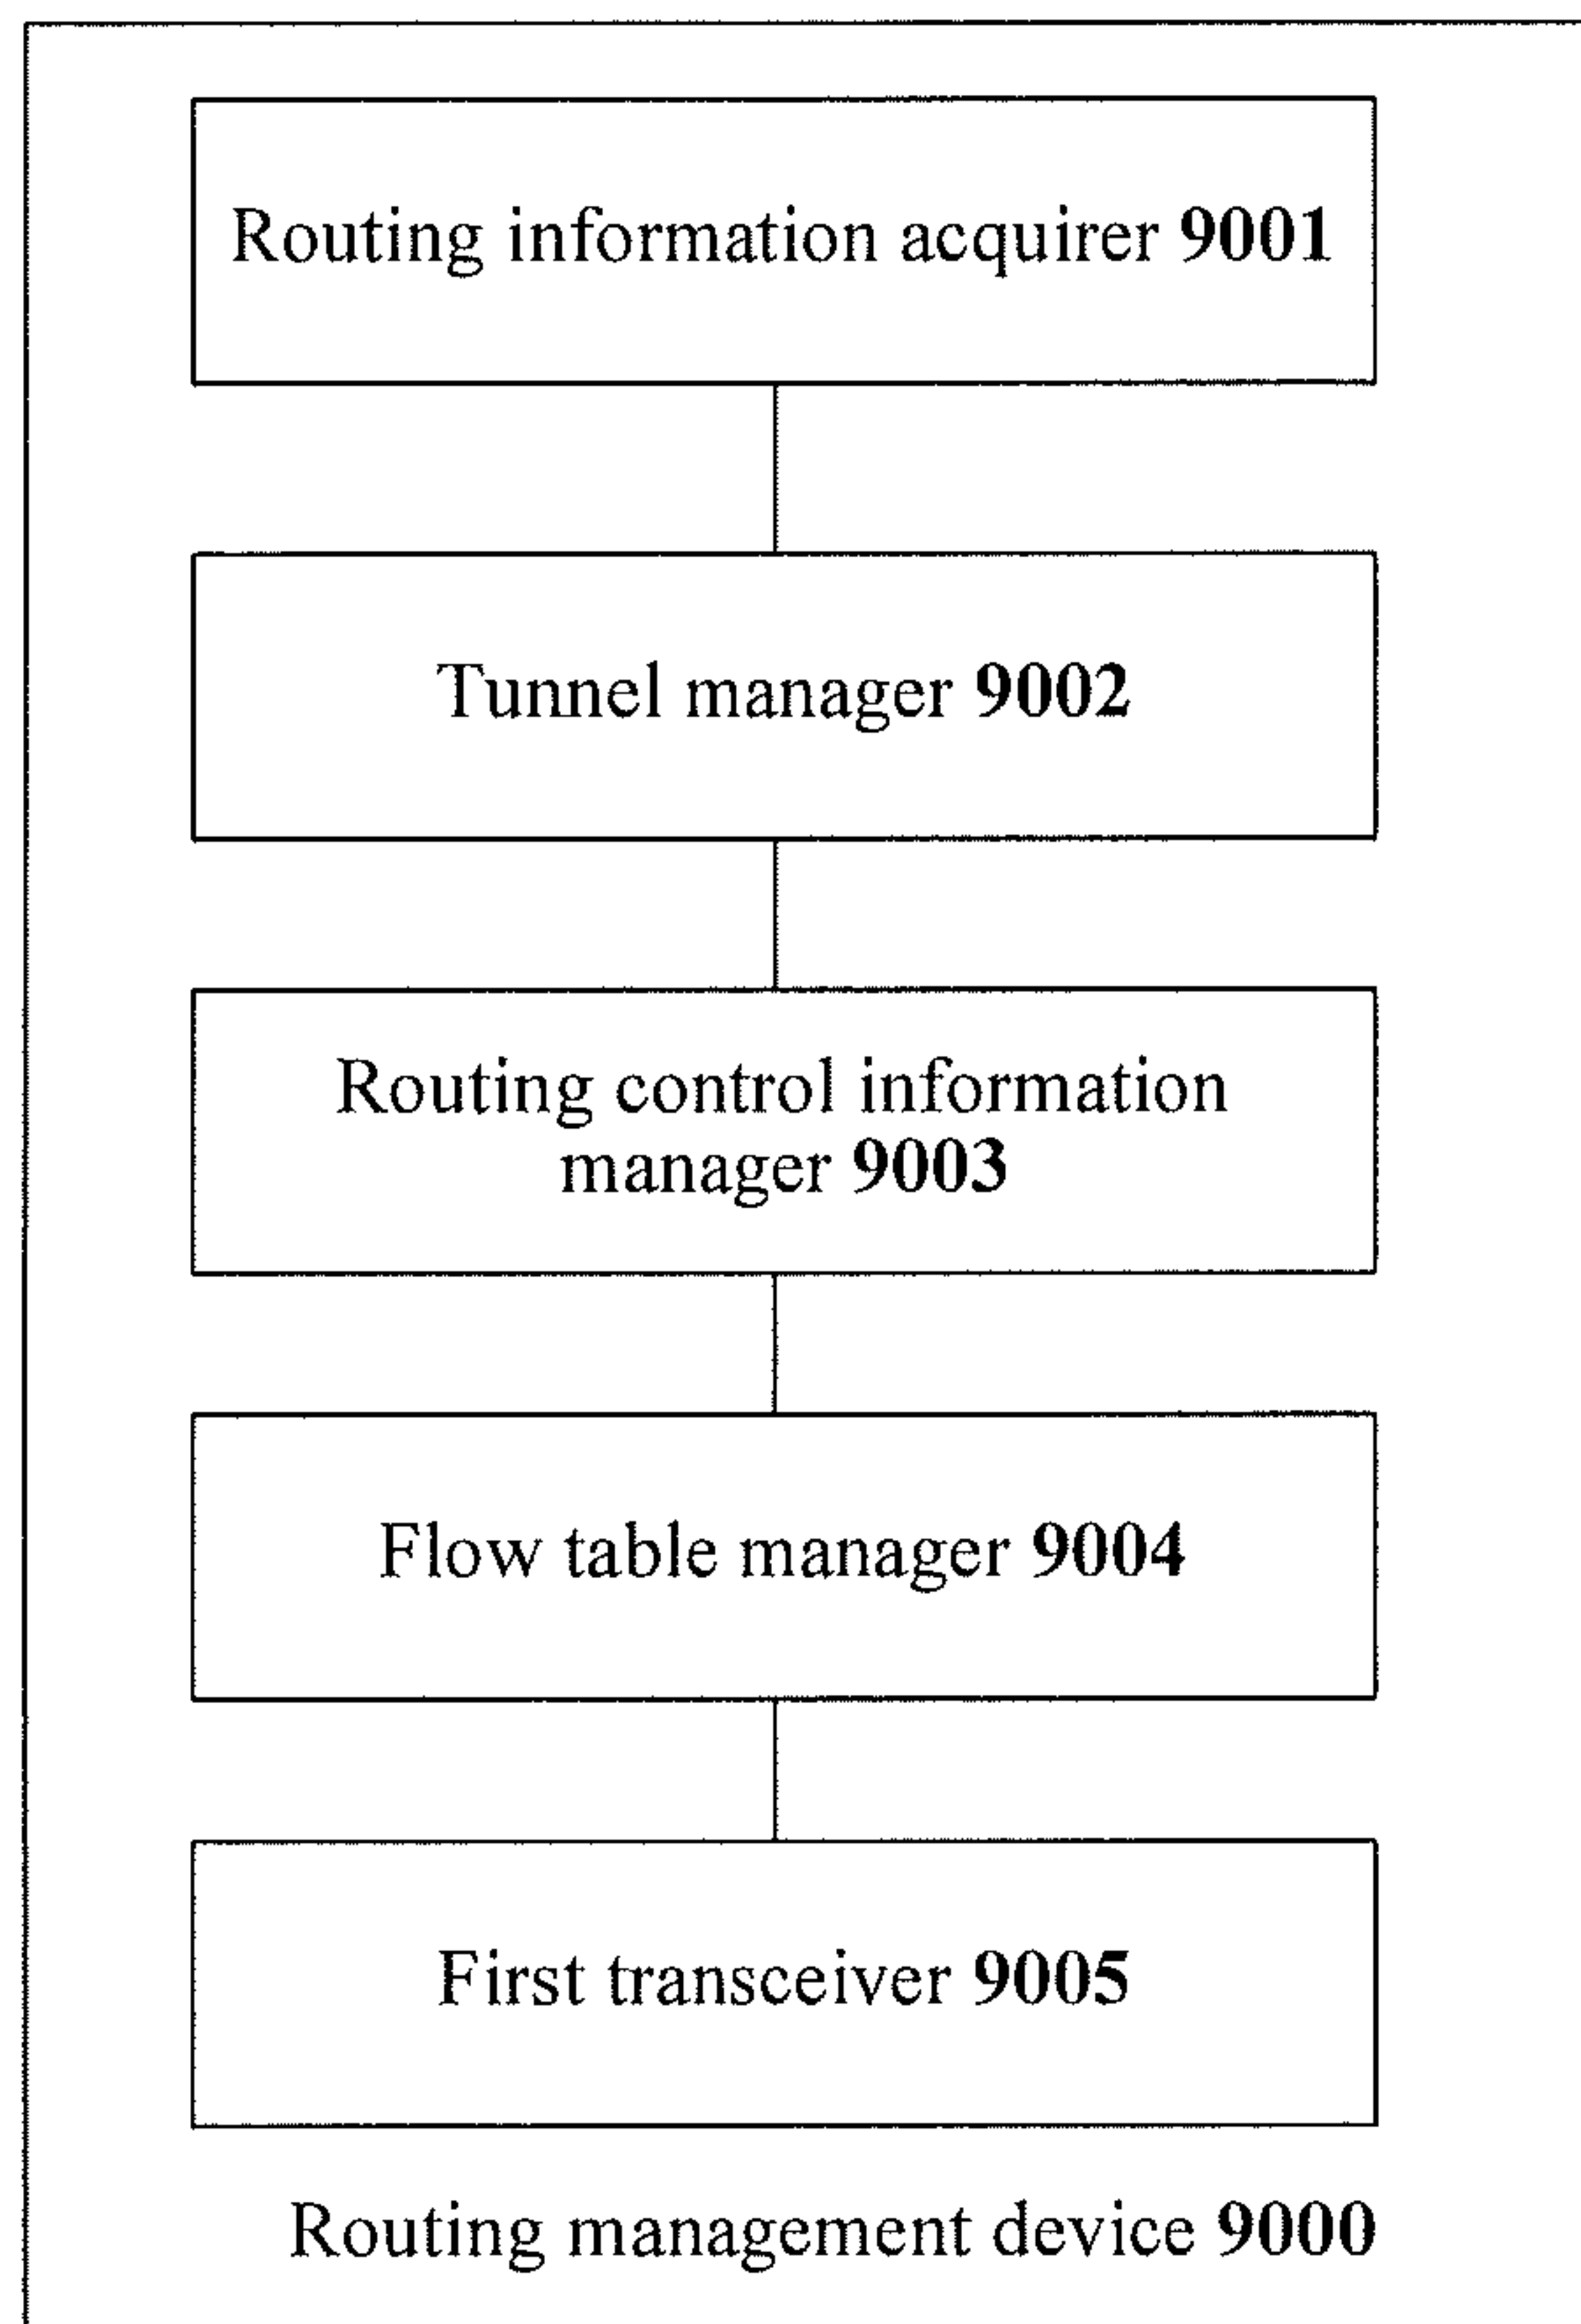 Routing information acquirer 9001
Tunnel manager 9002
Routing control information
manager 9003
Flow table manager 9004
First transceiver 9005
Routing management device 9000